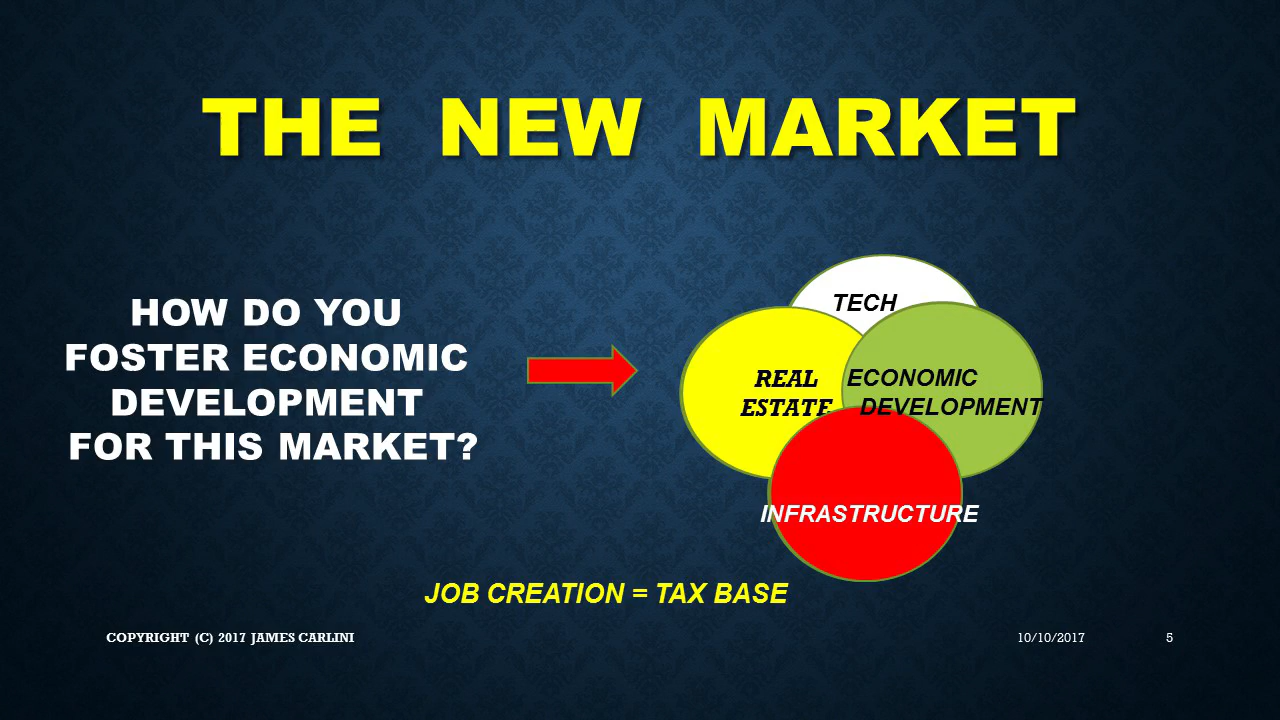 THE NEW MARKET
HOW DO YOU
FOSTER ECONOMIC
DEVELOPMENT
FOR THIS MARKET?
TECH
REAL
ESTATE
ECONOMIC
DEVELOPMENT
INFRASTRUCTURE
JOB CREATION = TAX BASE
COPYRIGHT (C) 2017 JAMES CARLINI
10/10/2017
5